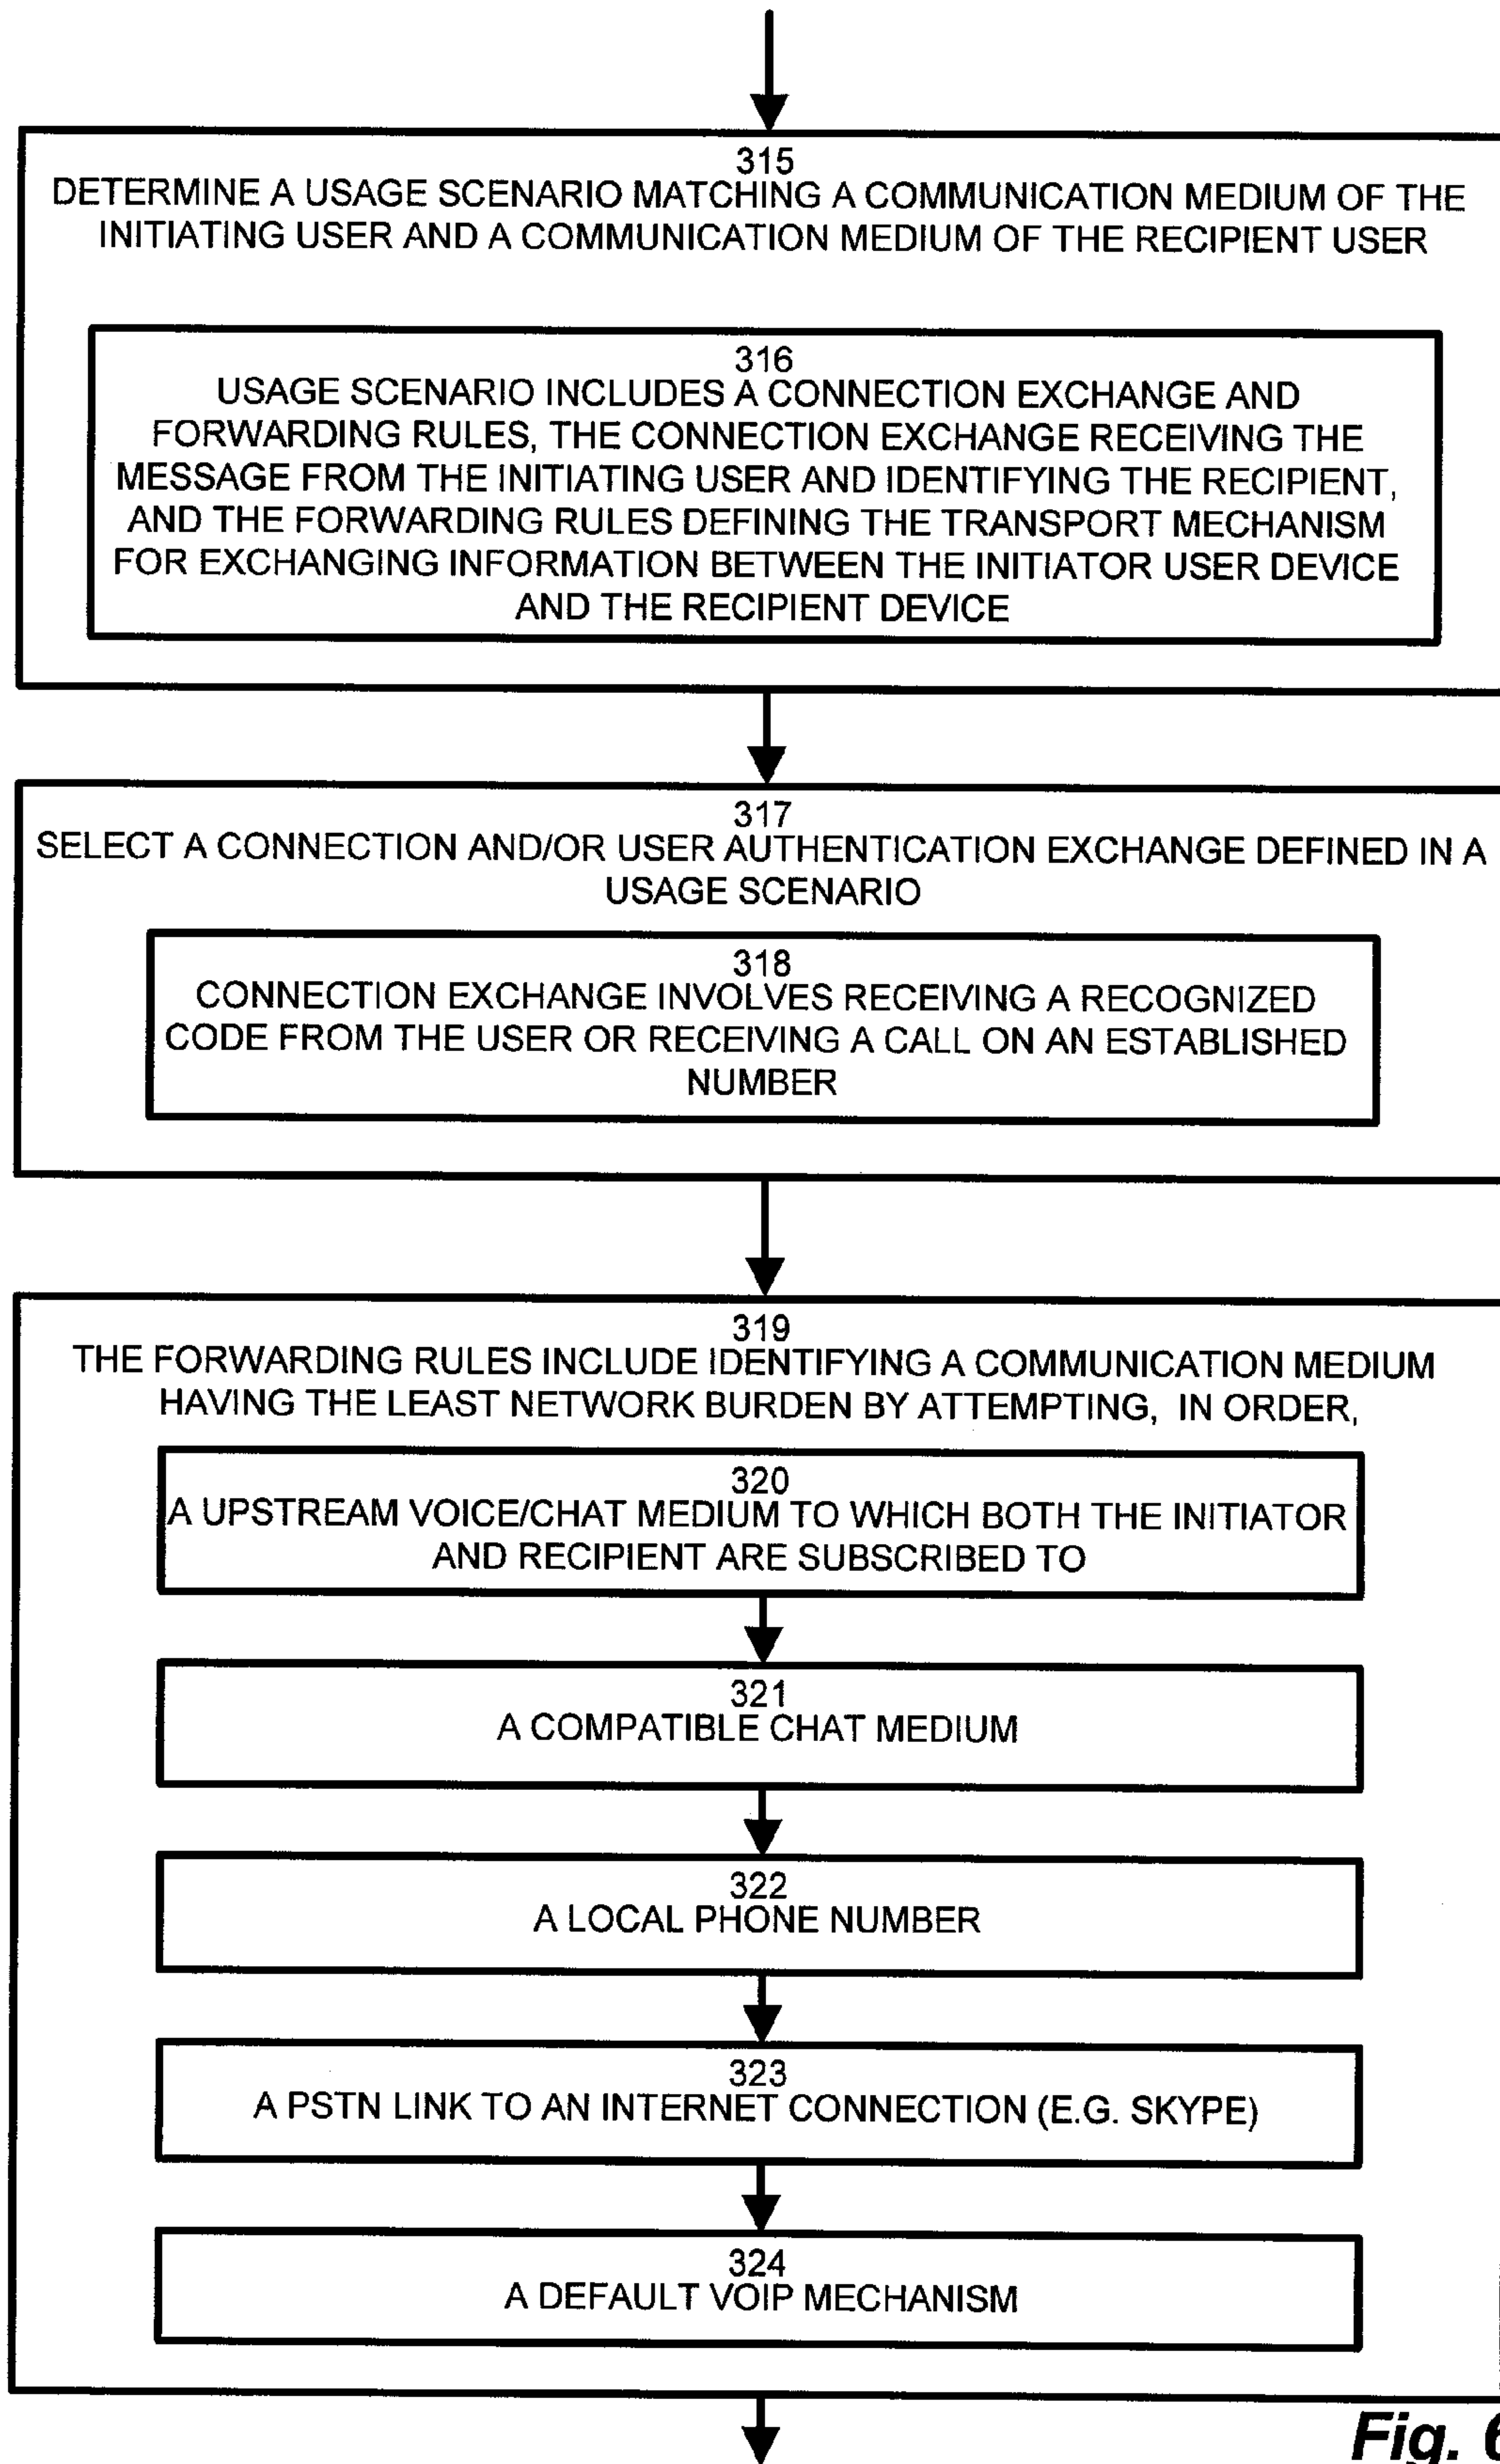 315
DETERMINE A USAGE SCENARIO MATCHING A COMMUNICATION MEDIUM OF THE
INITIATING USER AND A COMMUNICATION MEDIUM OF THE RECIPIENT USER
316
USAGE SCENARIO INCLUDES A CONNECTION EXCHANGE AND
FORWARDING RULES, THE CONNECTION EXCHANGE RECEIVING THE
MESSAGE FROM THE INITIATING USER AND IDENTIFYING THE RECIPIENT,
AND THE FORWARDING RULES DEFINING THE TRANSPORT MECHANISM
FOR EXCHANGING INFORMATION BETWEEN THE INITIATOR USER DEVICE
AND THE RECIPIENT DEVICE
317
SELECT A CONNECTION AND/OR USER AUTHENTICATION EXCHANGE DEFINED IN A
USAGE SCENARIO
318
CONNECTION EXCHANGE INVOLVES RECEIVING A RECOGNIZED
CODE FROM THE USER OR RECEIVING A CALL ON AN ESTABLISHED
NUMBER
319
THE FORWARDING RULES INCLUDE IDENTIFYING A COMMUNICATION MEDIUM
HAVING THE LEAST NETWORK BURDEN BY ATTEMPTING, IN ORDER,
320
A UPSTREAM VOICE/CHAT MEDIUM TO WHICH BOTH THE INITIATOR
AND RECIPIENT ARE SUBSCRIBED TO
321
A COMPATIBLE CHAT MEDIUM
322
A LOCAL PHONE NUMBER
323
A PSTN LINK TO AN INTERNET CONNECTION (E.G. SKYPE)
324
A DEFAULT VOIP MECHANISM
Fig. 6